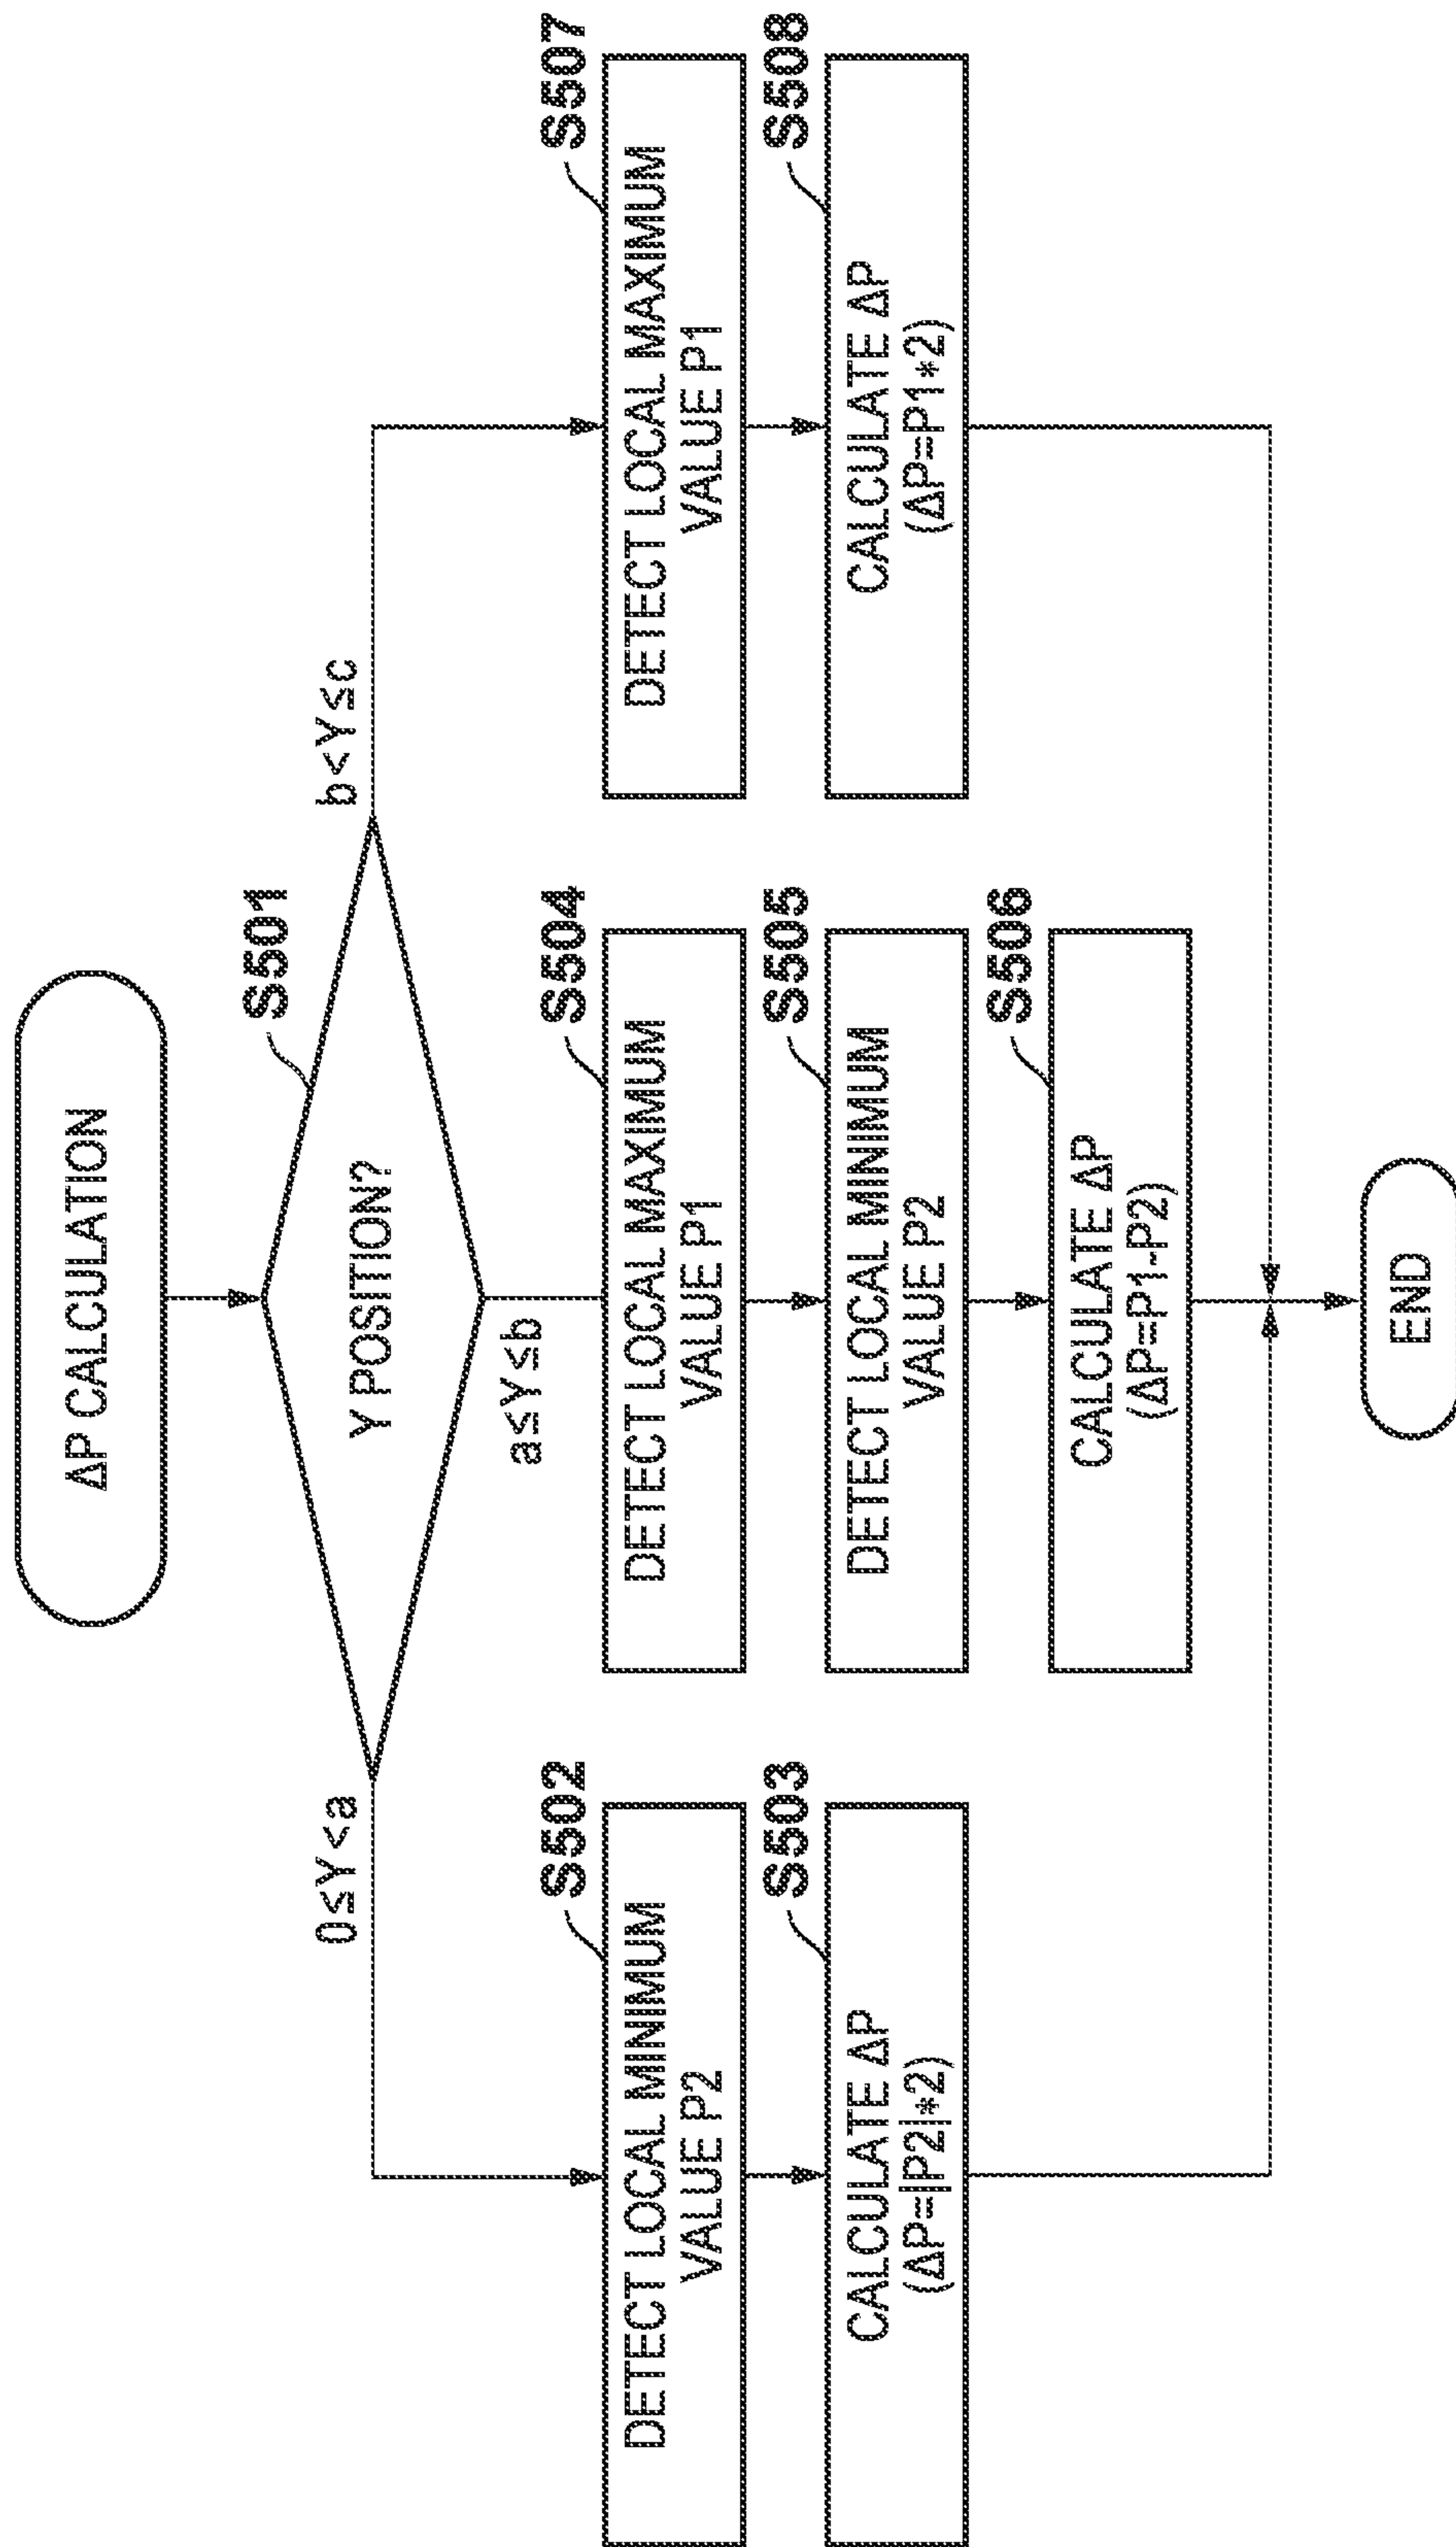 ΔP CALCULATION
S501
Y POSITION?
0≤Y<a
a≤Y≤b
b<Y≤c
S502
DETECT LOCAL MINIMUM
VALUE P2
S503
CALCULATE ΔP
(ΔP=|P2|*2)
S504
DETECT LOCAL MAXIMUM
VALUE P1
S505
DETECT LOCAL MINIMUM
VALUE P2
S506
CALCULATE ΔP
(ΔP=P1-P2)
S507
DETECT LOCAL MAXIMUM
VALUE P1
S508
CALCULATE ΔP
(ΔP=P1*2)
END